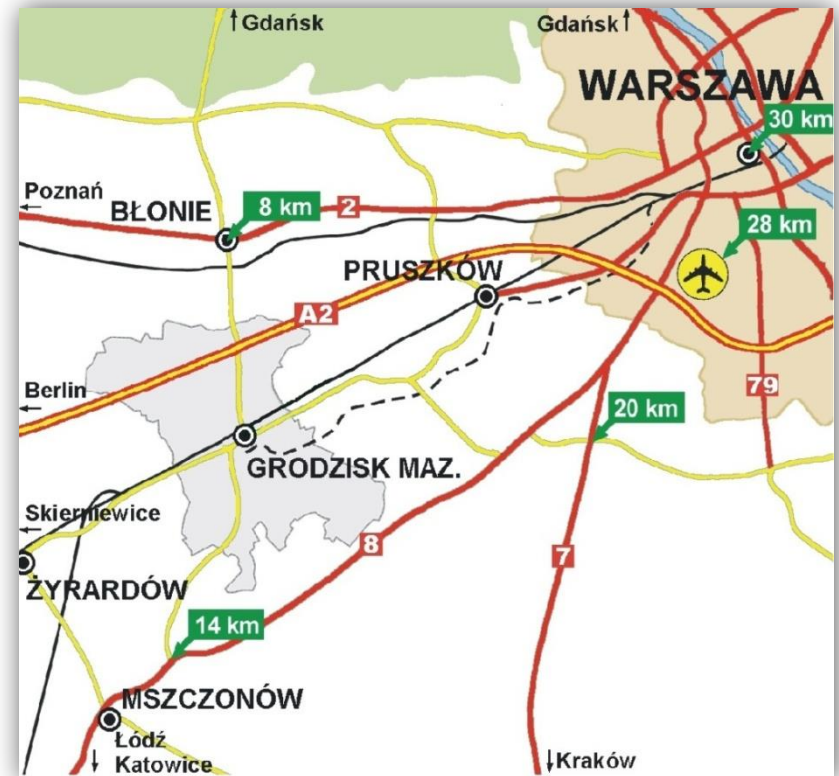 Gdańsk
Gdańsk
WARSZAWA
30 km
Poznań
BŁONIE
8 km
2
28 km
PRUSZKÓW
A2
Berlin
79
20 km
GRODZISK MAZ.
Skierniewice
8
7
ŻYRARDÓW
14 km
MSZCZONÓW
Łódź
Katowice
Kraków